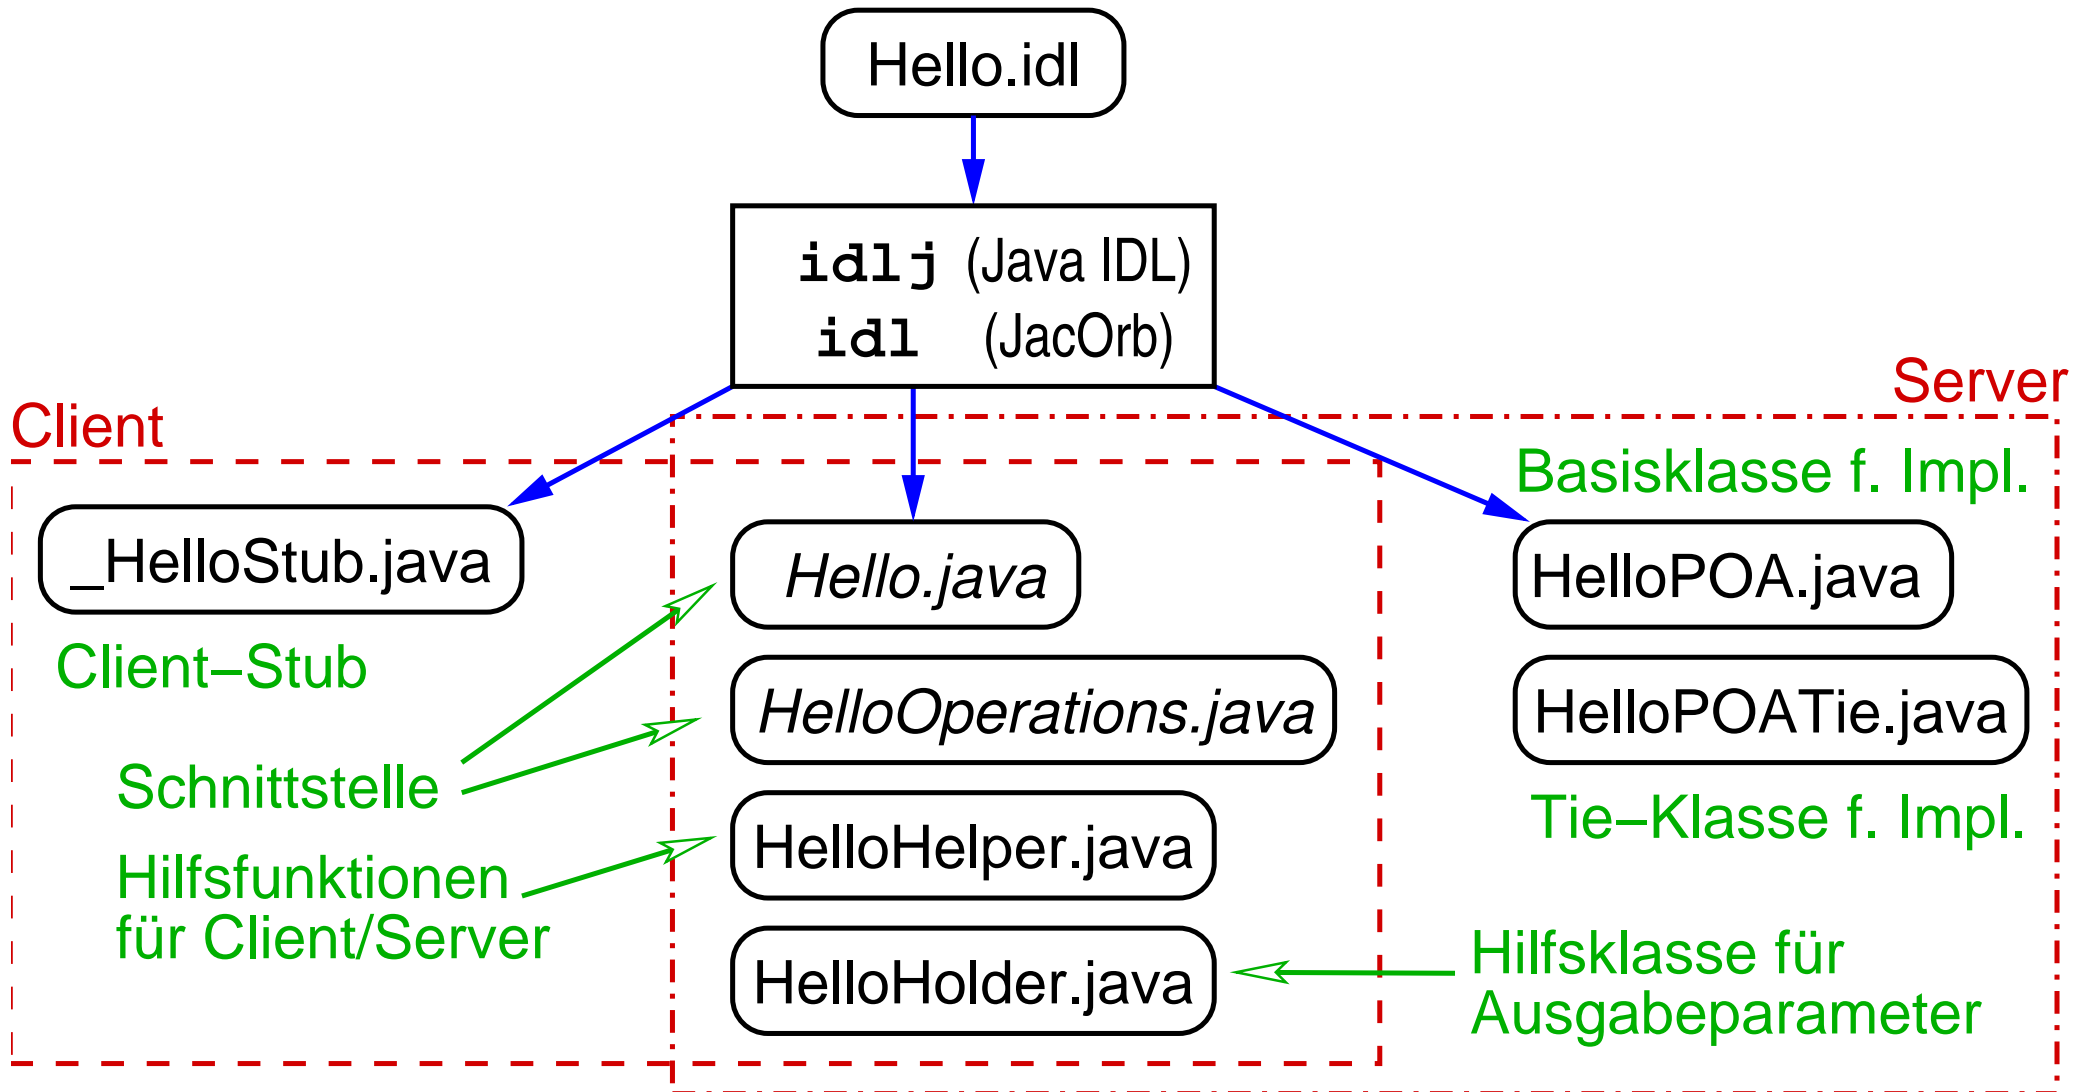 Hello.idl
idlj (Java IDL)
idl (JacOrb)
Server
Client
Basisklasse f. Impl.
_HelloStub.java
Hello.java
HelloPOA.java
Client–Stub
HelloOperations.java
HelloPOATie.java
Schnittstelle
Tie–Klasse f. Impl.
HelloHelper.java
Hilfsfunktionen
für Client/Server
HelloHolder.java
Hilfsklasse für
Ausgabeparameter